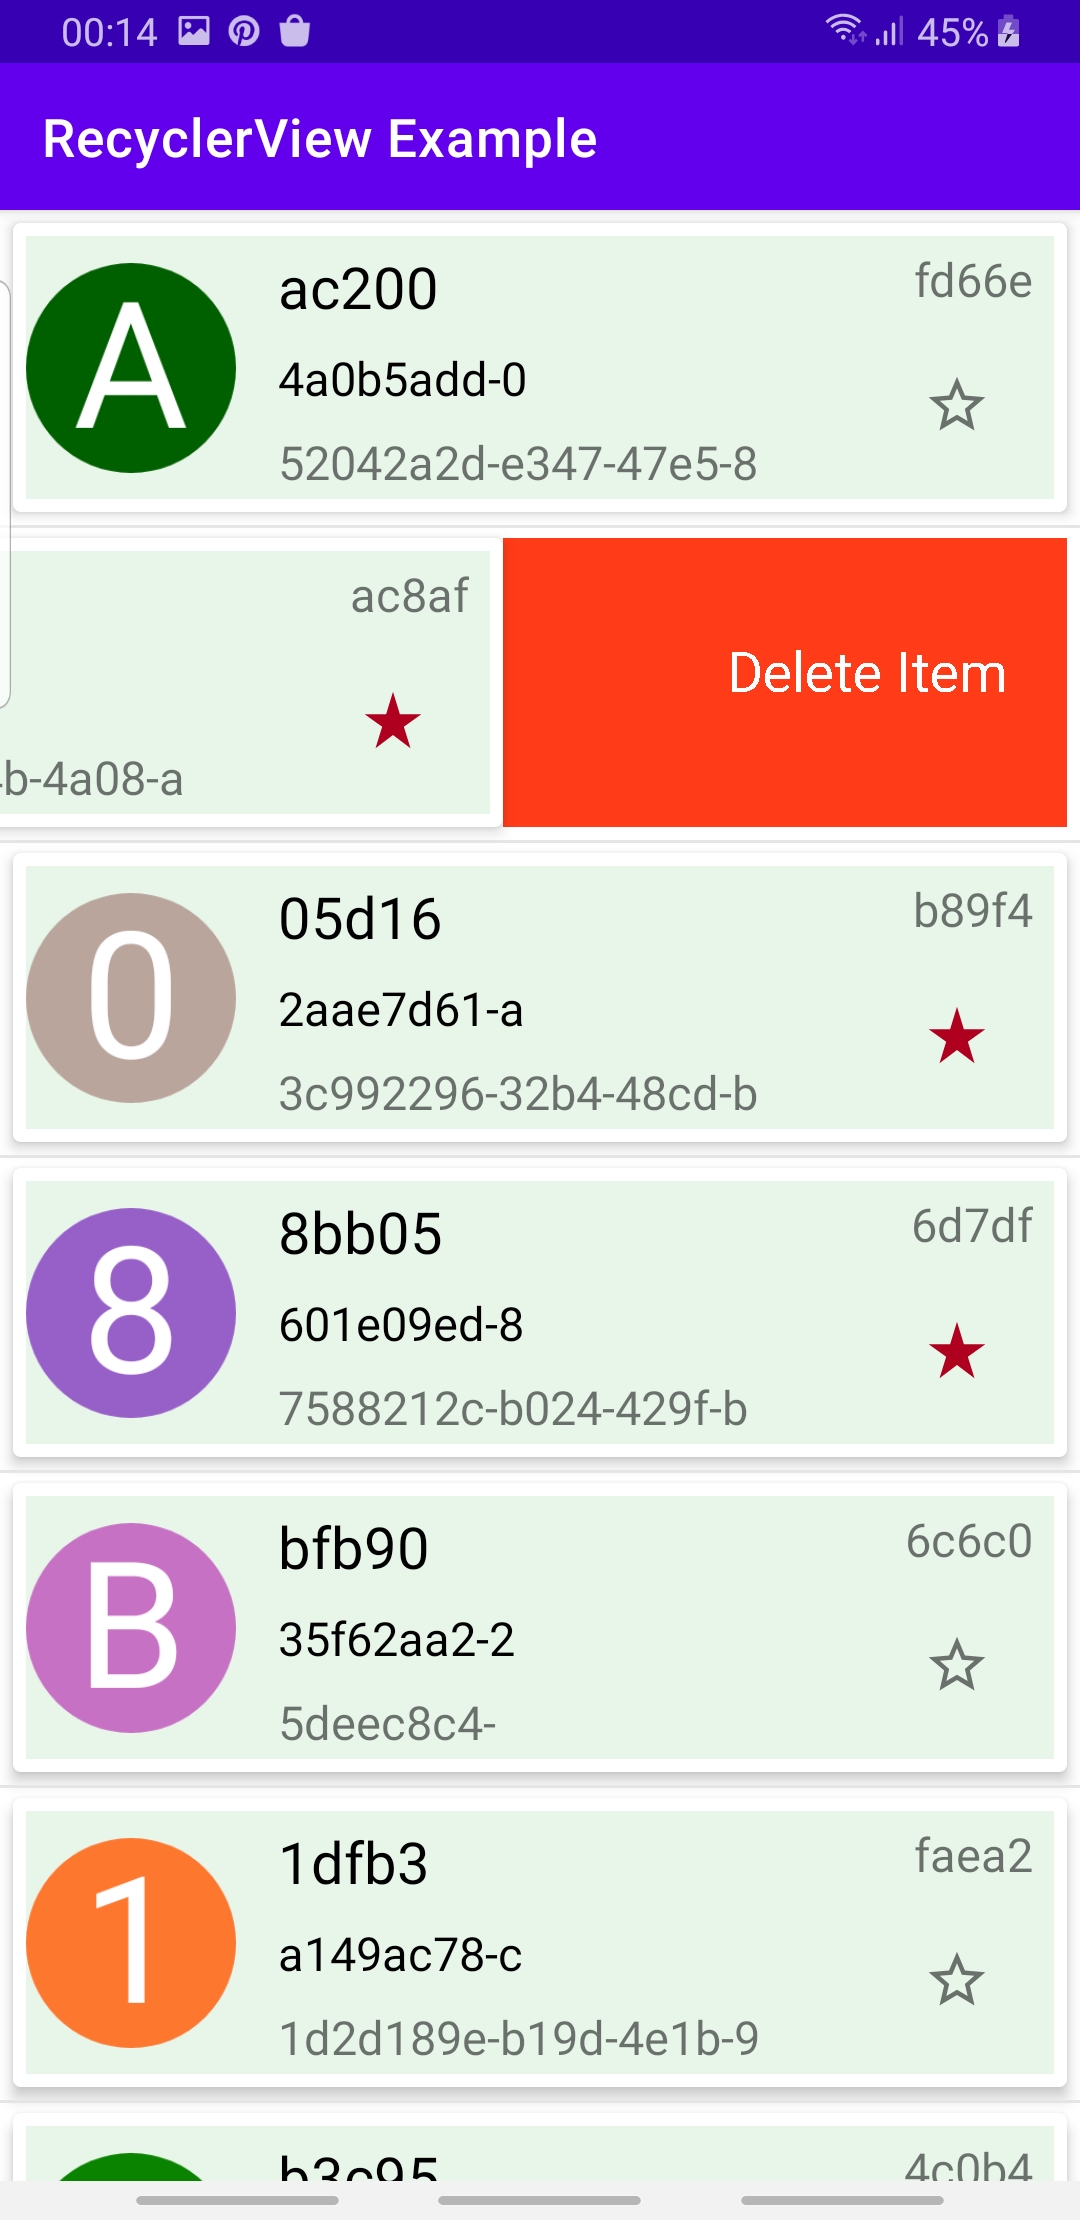 00:14 45%
RecyclerView Example
A
ac200
fd66e
4a0b5add-0
52042a2d-e347-47e5-8
ac8af
Delete Item
b-4a08-a
0
05d16
b89f4
2aae7d61-a
3c992296-32b4-48cd-b
8
8bb05
6d7df
601e09ed-8
7588212c-b024-429f-b
B
bfb90
6c6c0
35f62aa2-2
5deec8c4-
1
1dfb3
faea2
a149ac78-c
1d2d189e-b19d-4e1b-9
b3c95
4c0b4